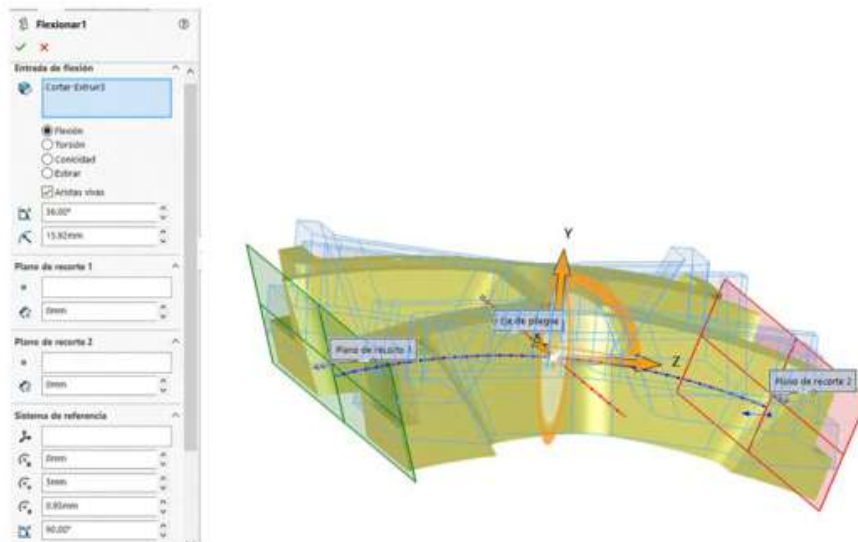 Flexionar1
Entrada de flexión
Cortar-Extruir3
Flexión
Torsión
Conicidad
Estirar
Aristas vivas
36.00°
15.92mm
Plano de recorte 1
0mm
Plano de recorte 2
0mm
Sistema de referencia
0mm
5mm
0.93mm
90.00°
Y
Eje de pliegue
Z
Plano de recorte 1
Plano de recorte 2